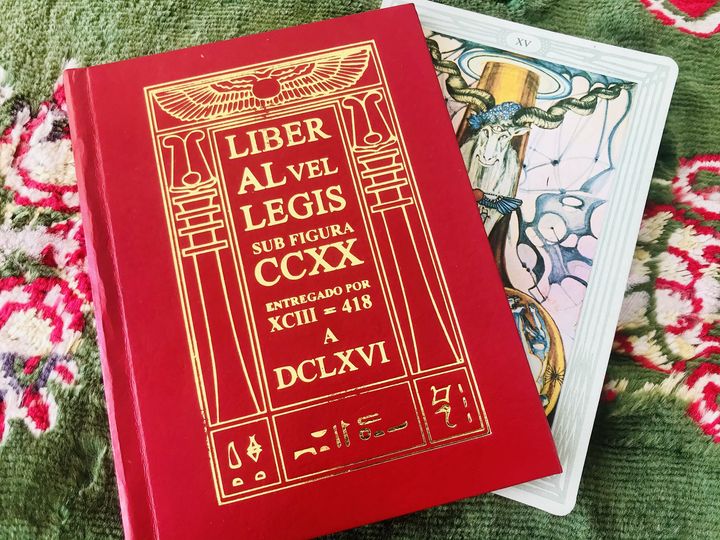 LIBER
AL VEL
LEGIS
SUB FIGURA
CCXX
ENTREGADO POR
XCIII = 418
A
DCLXVI
XV